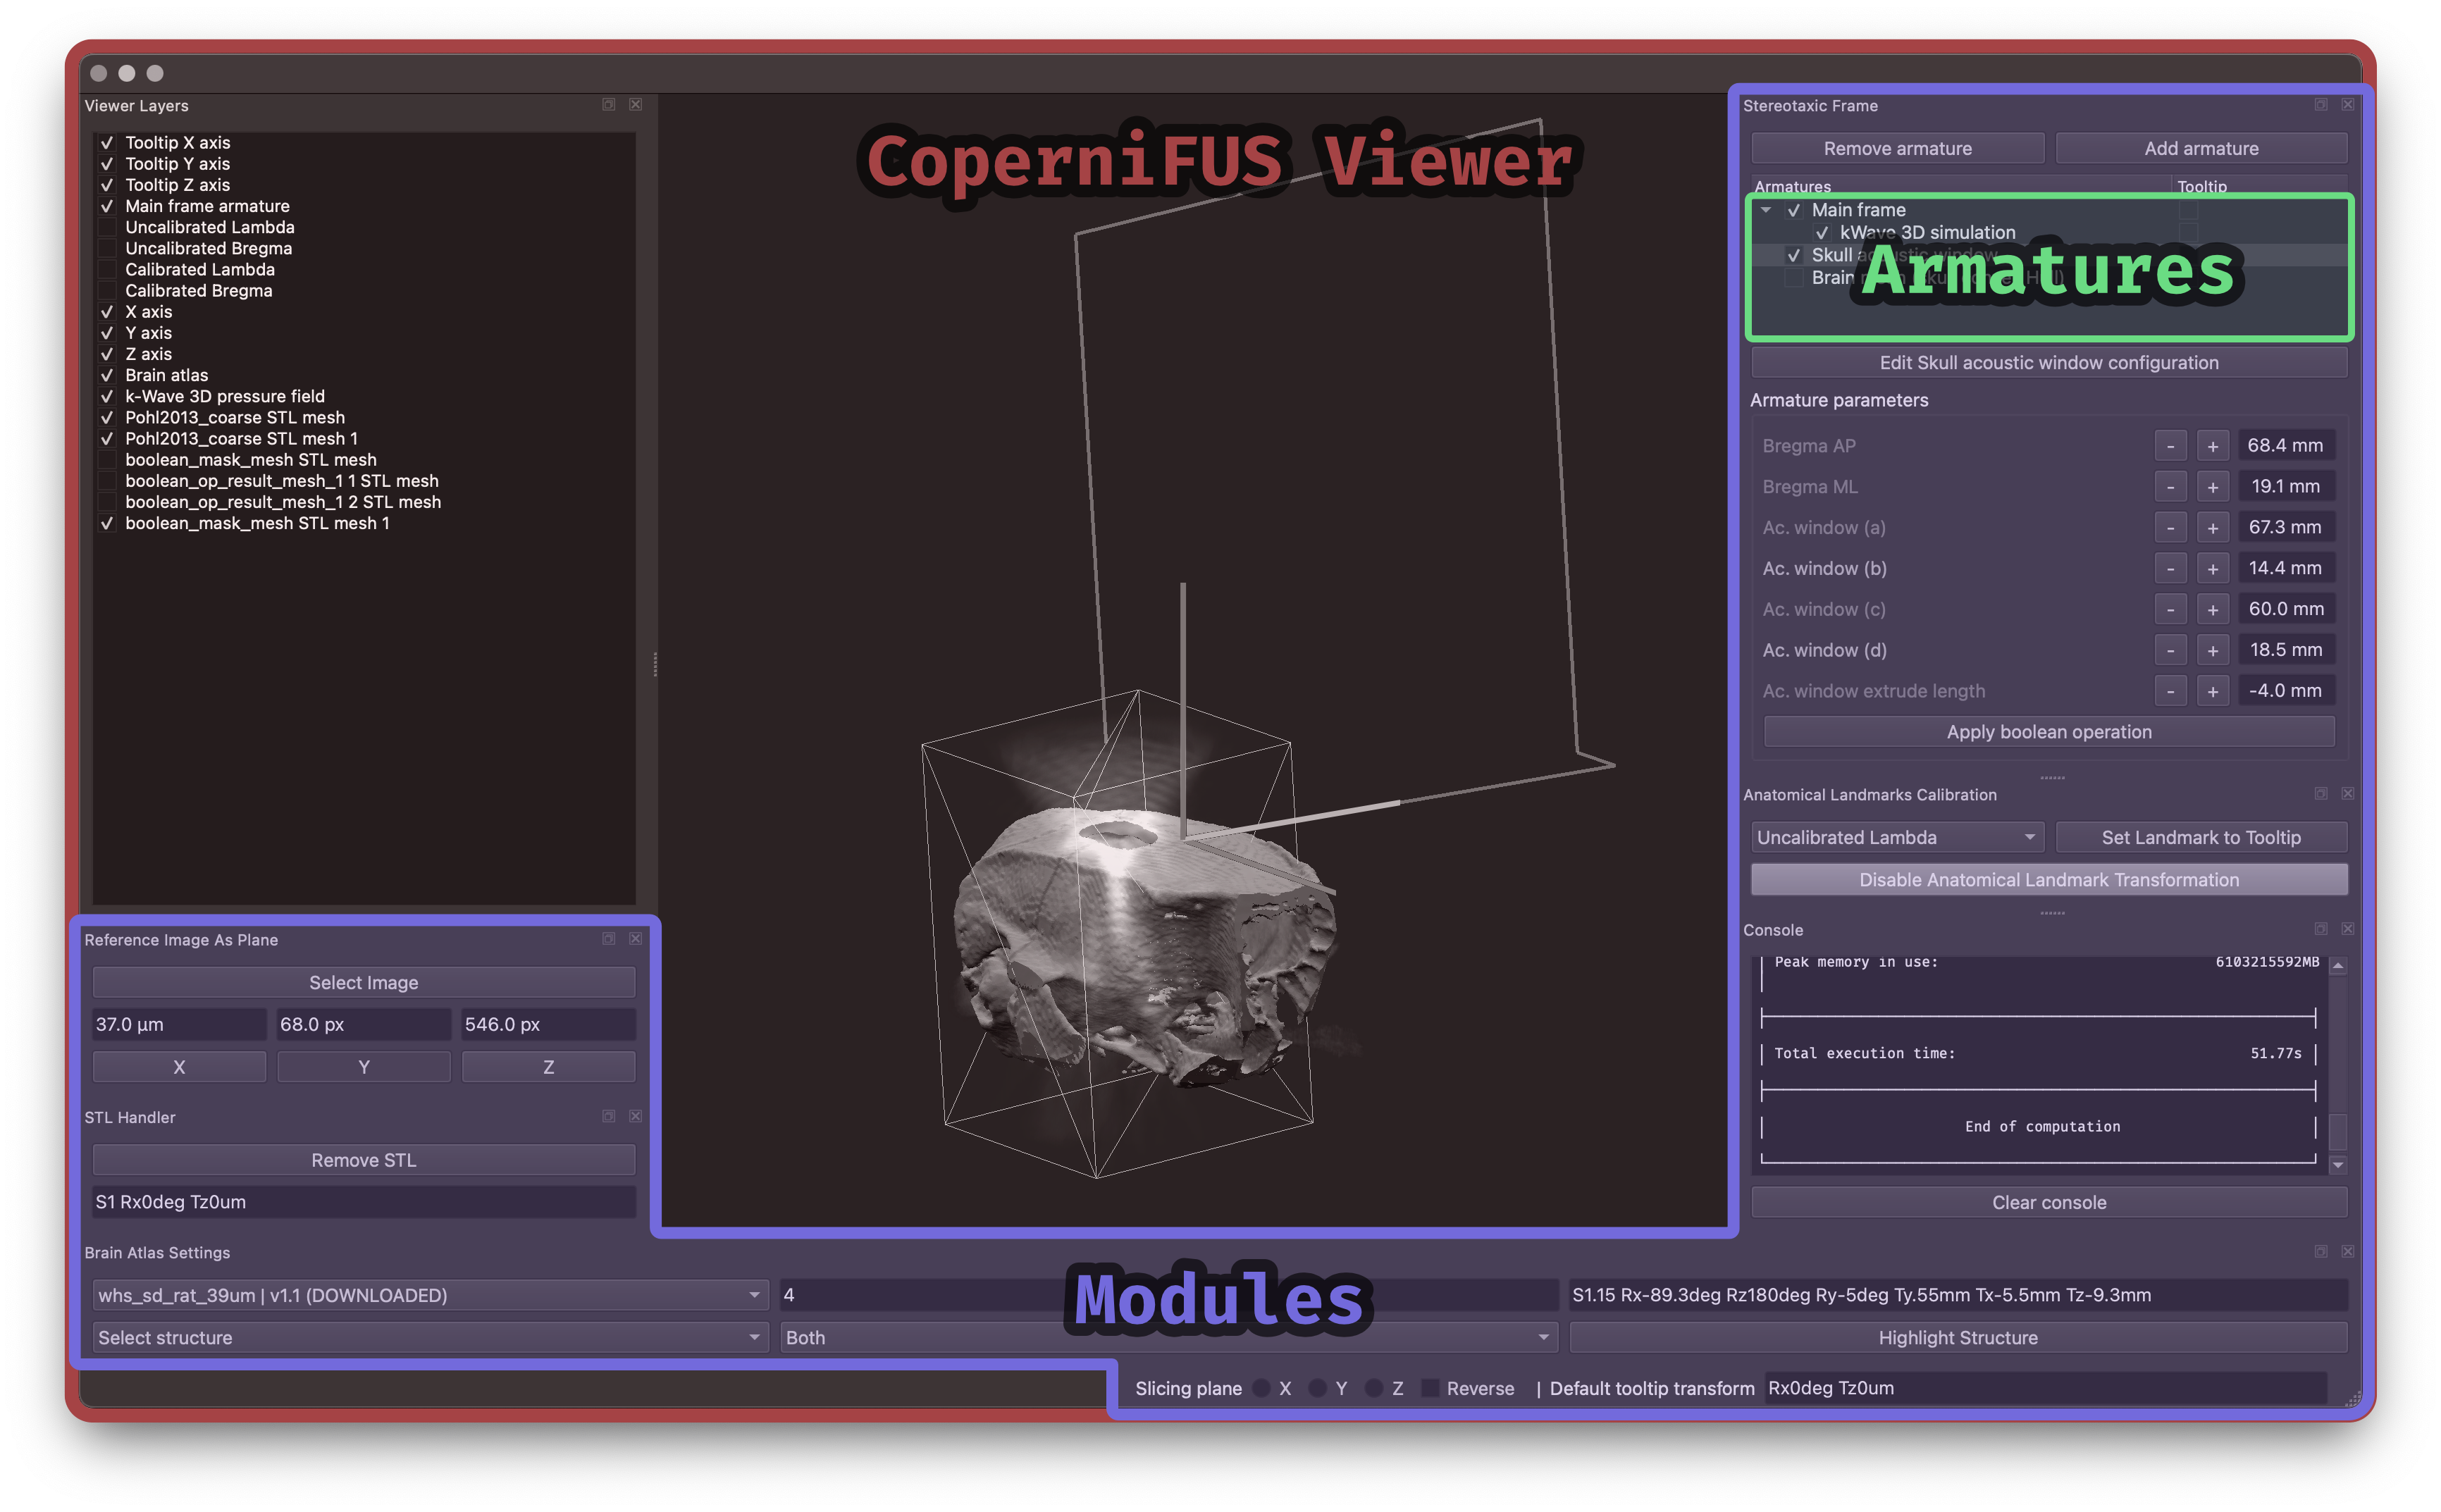 Viewer Layers
Tooltip X axis
Tooltip Y axis
Tooltip Z axis
Main frame armature
Uncalibrated Lambda
Uncalibrated Bregma
Calibrated Lambda
Calibrated Bregma
X axis
Y axis
Z axis
Brain atlas
k-Wave 3D pressure field
Pohl2013_coarse STL mesh
Pohl2013_coarse STL mesh 1
boolean_mask_mesh STL mesh
boolean_op_result_mesh_1 1 STL mesh
boolean_op_result_mesh_1 2 STL mesh
boolean_mask_mesh STL mesh 1
CoperniFUS Viewer
Stereotaxic Frame
Remove armature Add armature
Armatures Tooltip
Main frame
kWave 3D simulation
Skull acoustic window
Brain
Armatures
Edit Skull acoustic window configuration
Armature parameters
Bregma AP - + 68.4 mm
Bregma ML - + 19.1 mm
Ac. window (a) - + 67.3 mm
Ac. window (b) - + 14.4 mm
Ac. window (c) - + 60.0 mm
Ac. window (d) - + 18.5 mm
Ac. window extrude length - + -4.0 mm
Apply boolean operation
Anatomical Landmarks Calibration
Uncalibrated Lambda Set Landmark to Tooltip
Disable Anatomical Landmark Transformation
Console
| Peak memory in use: 6103215592MB
| Total execution time: 51.77s |
| End of computation |
Clear console
Reference Image As Plane
Select Image
37.0 µm 68.0 px 546.0 px
X Y Z
STL Handler
Remove STL
S1 Rx0deg Tz0um
Brain Atlas Settings
whs_sd_rat_39um | v1.1 (DOWNLOADED) 4 S1.15 Rx-89.3deg Rz180deg Ry-5deg Ty.55mm Tx-5.5mm Tz-9.3mm
Modules
Select structure Both Highlight Structure
Slicing plane X Y Z Reverse | Default tooltip transform Rx0deg Tz0um